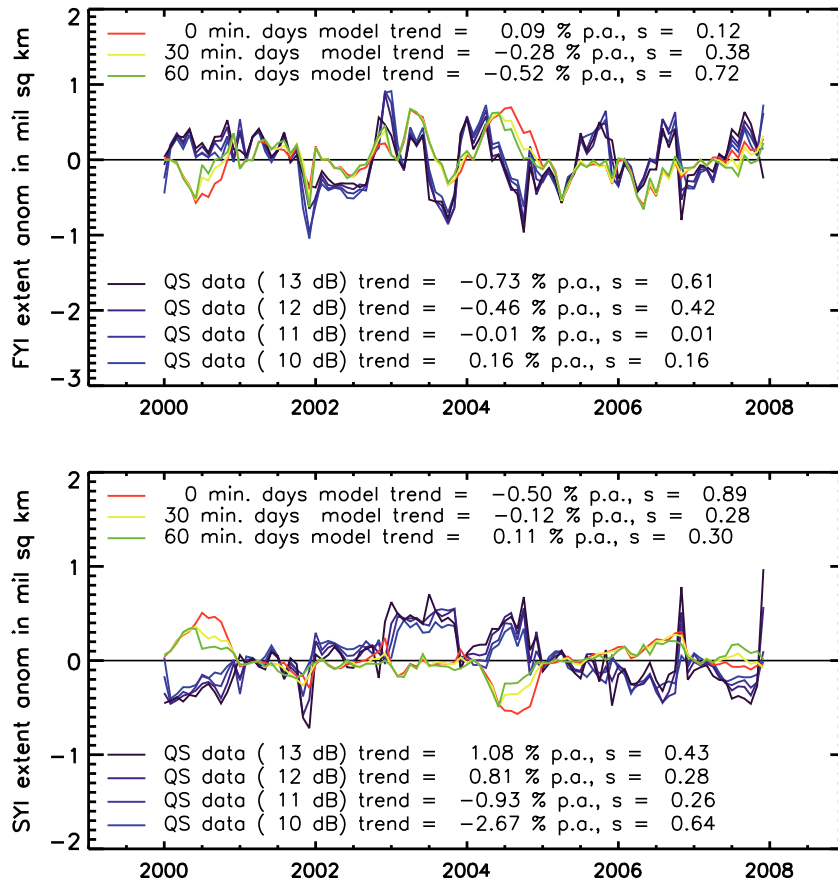 2
0 min. days model trend = 0.09 % p.a., s = 0.12
30 min. days model trend = −0.28 % p.a., s = 0.38
60 min. days model trend = −0.52 % p.a., s = 0.72
1
0
−1
−2
−3
FYI extent anom in mil sq km
QS data ( 13 dB) trend = −0.73 % p.a., s = 0.61
QS data ( 12 dB) trend = −0.46 % p.a., s = 0.42
QS data ( 11 dB) trend = −0.01 % p.a., s = 0.01
QS data ( 10 dB) trend = 0.16 % p.a., s = 0.16
2000 2002 2004 2006 2008
2
0 min. days model trend = −0.50 % p.a., s = 0.89
30 min. days model trend = −0.12 % p.a., s = 0.28
60 min. days model trend = 0.11 % p.a., s = 0.30
1
0
−1
−2
SYI extent anom in mil sq km
QS data ( 13 dB) trend = 1.08 % p.a., s = 0.43
QS data ( 12 dB) trend = 0.81 % p.a., s = 0.28
QS data ( 11 dB) trend = −0.93 % p.a., s = 0.26
QS data ( 10 dB) trend = −2.67 % p.a., s = 0.64
2000 2002 2004 2006 2008